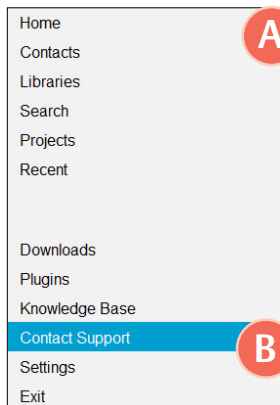 Home
A
Contacts
Libraries
Search
Projects
Recent
Downloads
Plugins
Knowledge Base
Contact Support
B
Settings
Exit